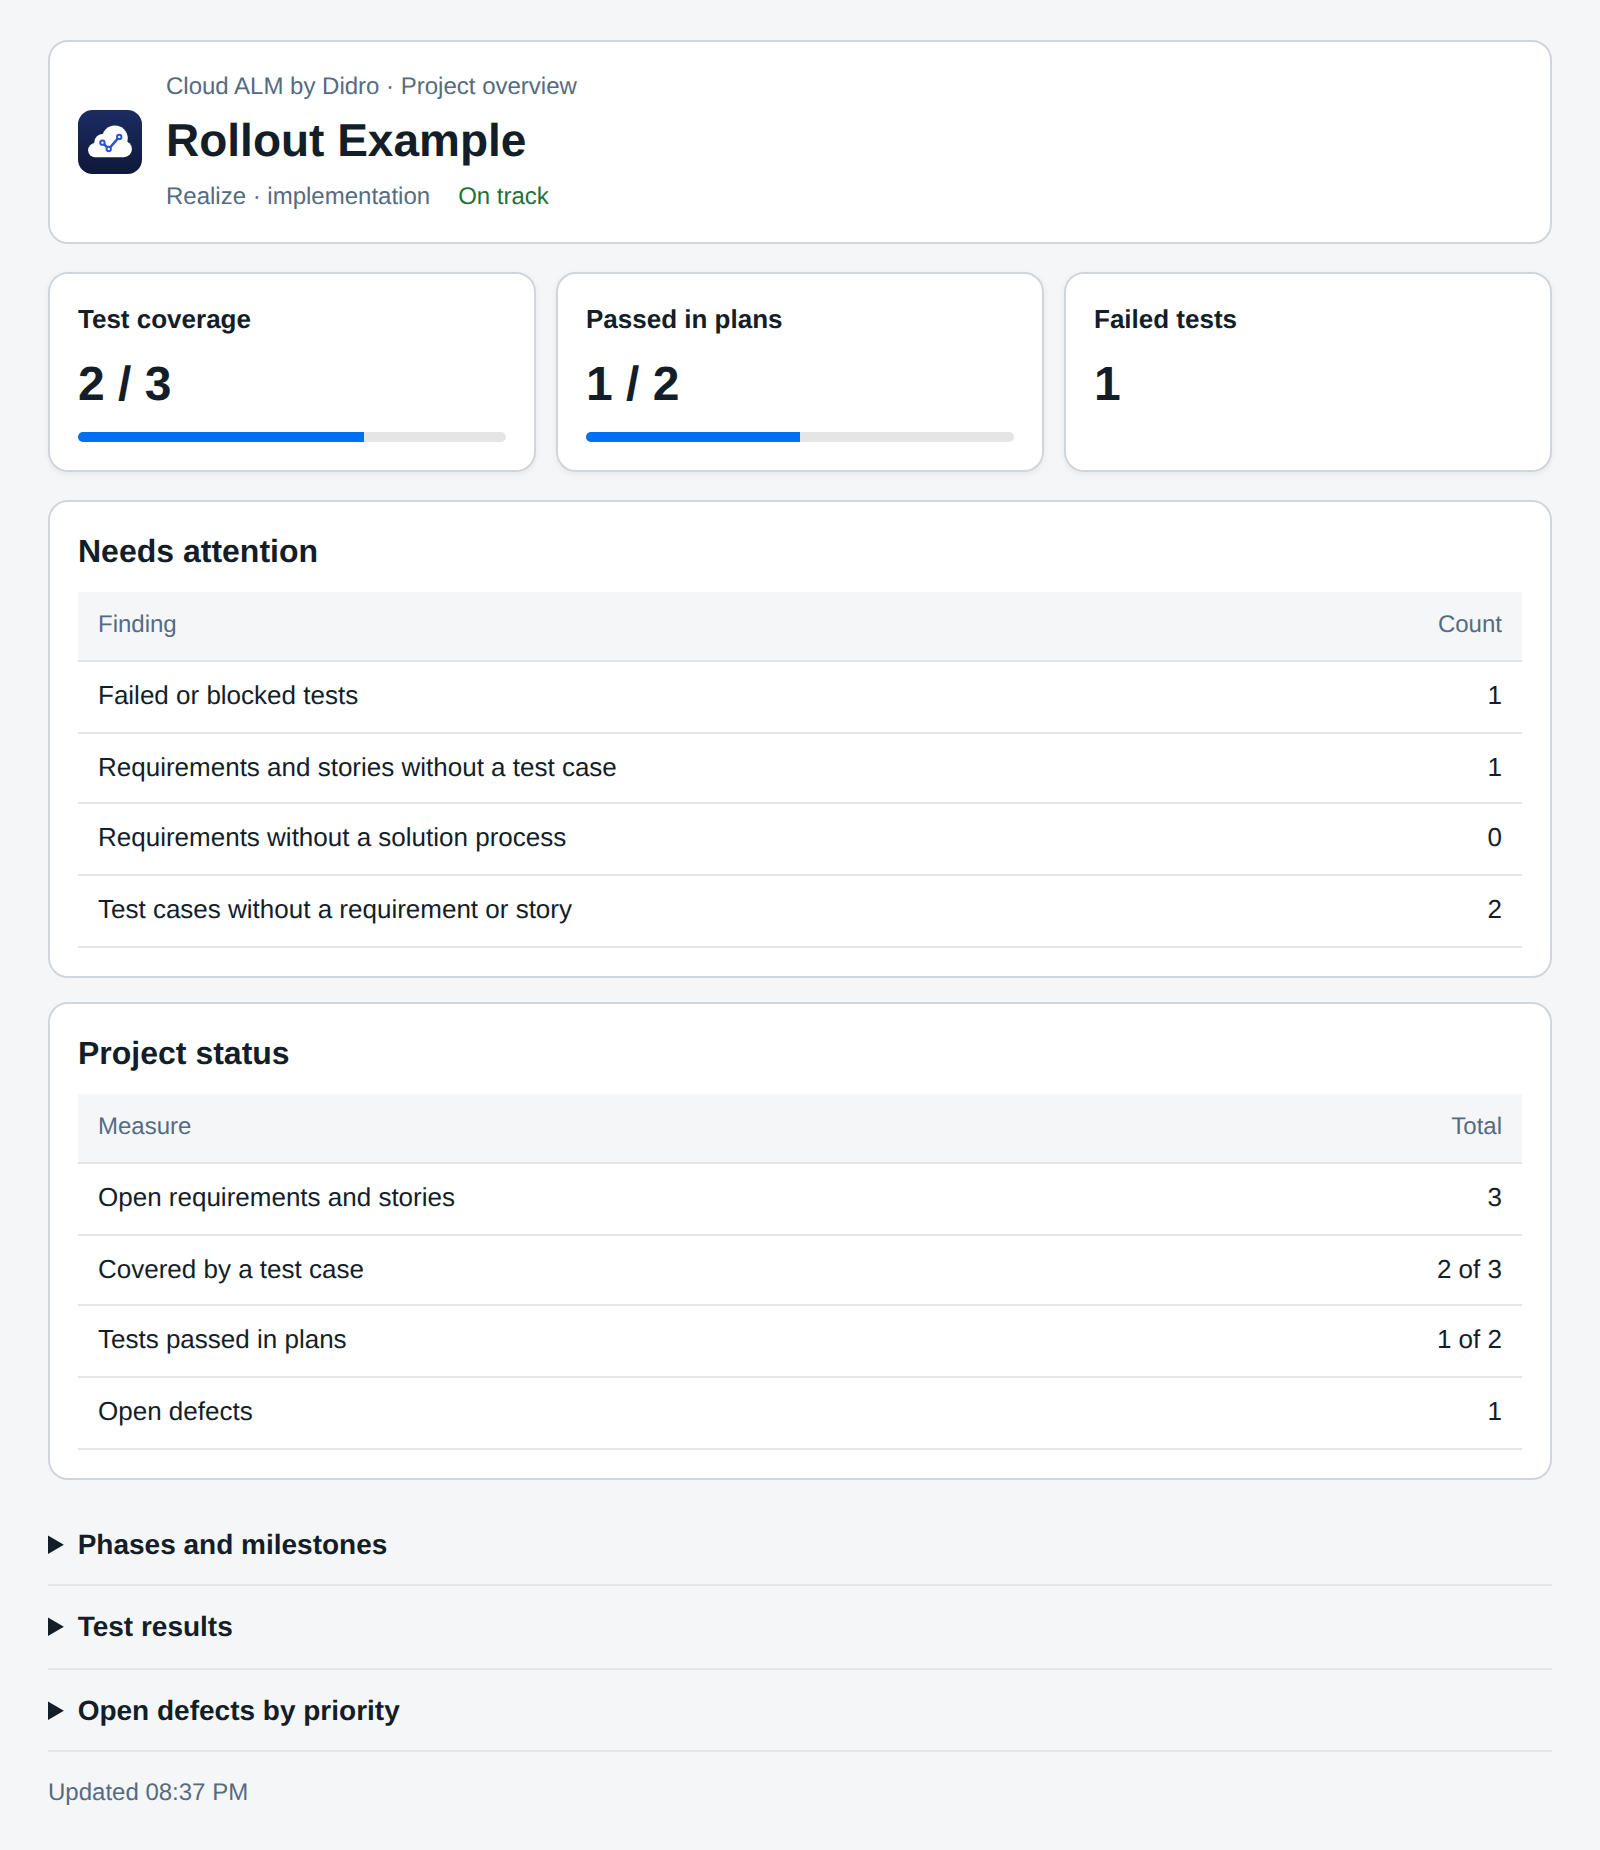 Cloud ALM by Didro · Project overview
Rollout Example
Realize · implementation On track
Test coverage
2 / 3
Passed in plans
1 / 2
Failed tests
1
Needs attention
Finding Count
Failed or blocked tests 1
Requirements and stories without a test case 1
Requirements without a solution process 0
Test cases without a requirement or story 2
Project status
Measure Total
Open requirements and stories 3
Covered by a test case 2 of 3
Tests passed in plans 1 of 2
Open defects 1
Phases and milestones
Test results
Open defects by priority
Updated 08:37 PM